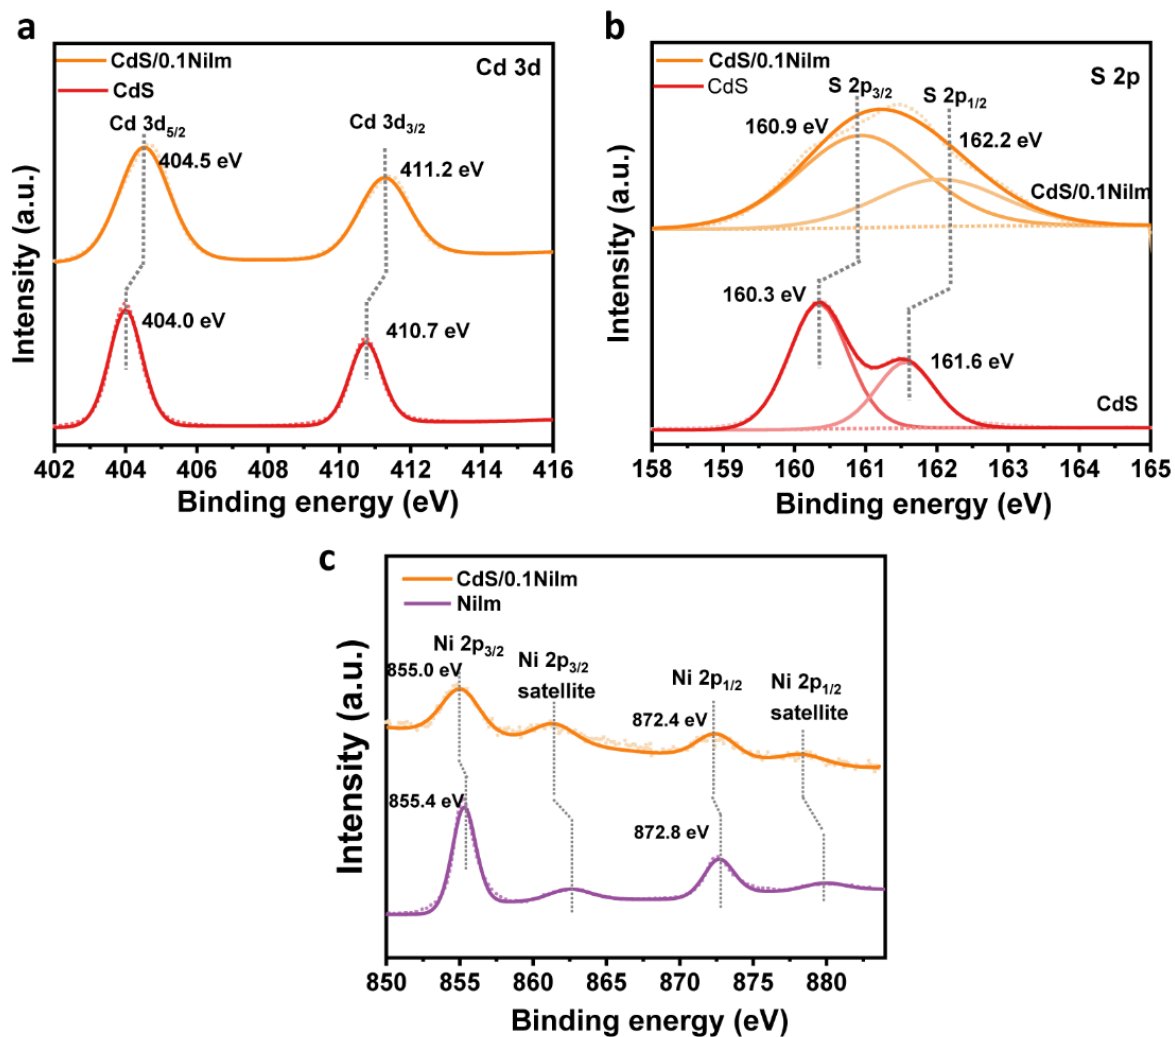 a
CdS/0.1NiIm
CdS
Cd 3d
Cd 3d5/2
404.5 eV
Cd 3d3/2
411.2 eV
404.0 eV
410.7 eV
Intensity (a.u.)
402 404 406 408 410 412 414 416
Binding energy (eV)
b
CdS/0.1NiIm
CdS
S 2p
S 2p3/2
S 2p1/2
160.9 eV
162.2 eV
CdS/0.1NiIm
160.3 eV
161.6 eV
CdS
Intensity (a.u.)
158 159 160 161 162 163 164 165
Binding energy (eV)
c
CdS/0.1NiIm
NiIm
Ni 2p3/2
855.0 eV
Ni 2p3/2
satellite
Ni 2p1/2
872.4 eV
Ni 2p1/2
satellite
855.4 eV
872.8 eV
Intensity (a.u.)
850 855 860 865 870 875 880
Binding energy (eV)